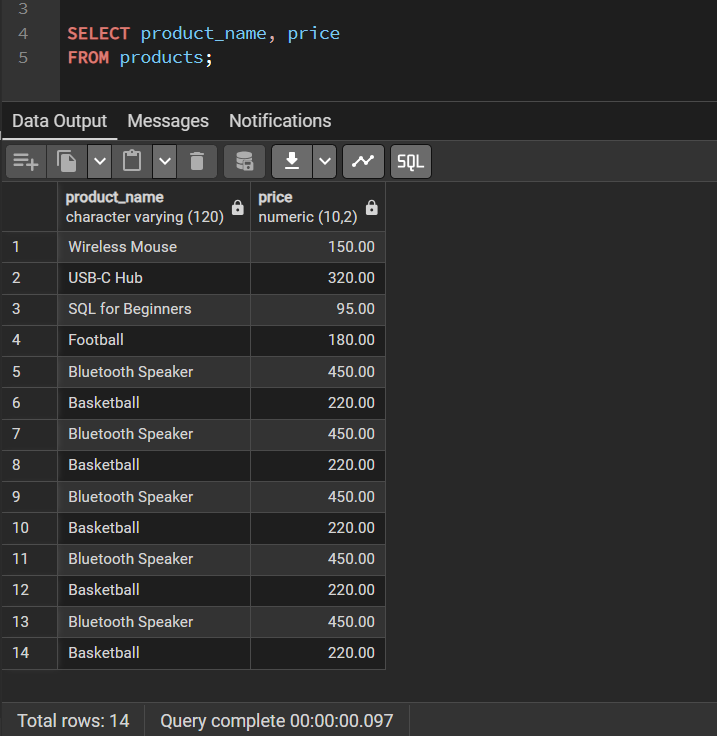 3
4 SELECT product_name, price
5 FROM products;
Data Output Messages Notifications
SQL
product_name price
character varying (120) numeric (10,2)
1 Wireless Mouse 150.00
2 USB-C Hub 320.00
3 SQL for Beginners 95.00
4 Football 180.00
5 Bluetooth Speaker 450.00
6 Basketball 220.00
7 Bluetooth Speaker 450.00
8 Basketball 220.00
9 Bluetooth Speaker 450.00
10 Basketball 220.00
11 Bluetooth Speaker 450.00
12 Basketball 220.00
13 Bluetooth Speaker 450.00
14 Basketball 220.00
Total rows: 14 Query complete 00:00:00.097